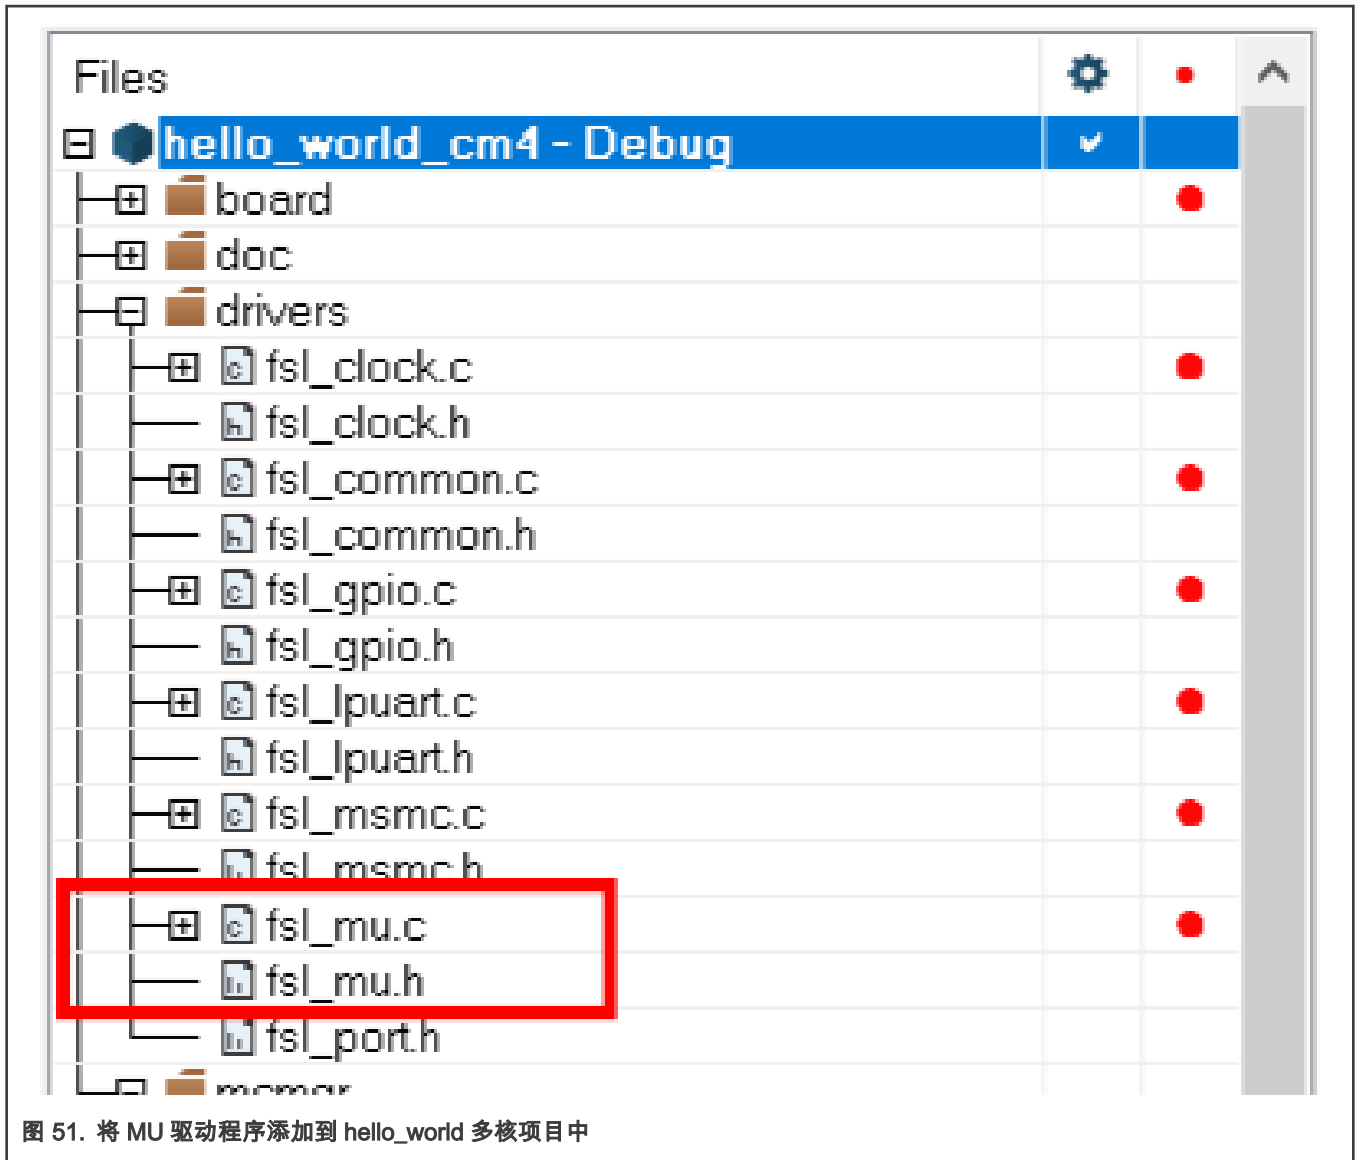 Files
hello_world_cm4 - Debug
board
doc
drivers
fsl_clock.c
fsl_clock.h
fsl_common.c
fsl_common.h
fsl_gpio.c
fsl_gpio.h
fsl_lpuart.c
fsl_lpuart.h
fsl_msmc.c
fsl_msmc.h
fsl_mu.c
fsl_mu.h
fsl_port.h
mcmgr
图 51. 将 MU 驱动程序添加到 hello_world 多核项目中